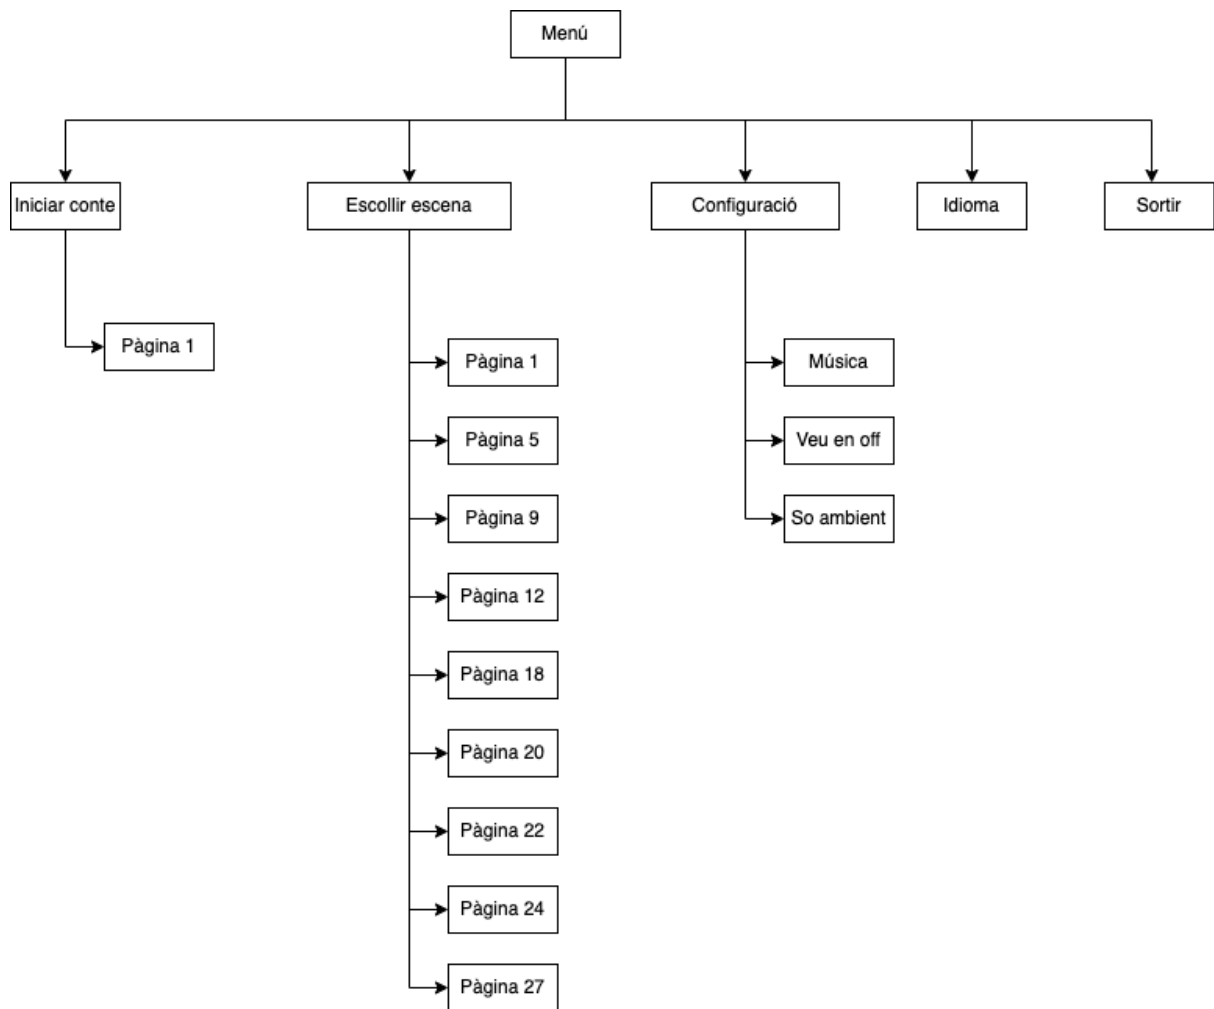 Menú
Iniciar conte
Escollir escena
Configuració
Idioma
Sortir
Pàgina 1
Pàgina 1
Pàgina 5
Pàgina 9
Pàgina 12
Pàgina 18
Pàgina 20
Pàgina 22
Pàgina 24
Pàgina 27
Música
Veu en off
So ambient